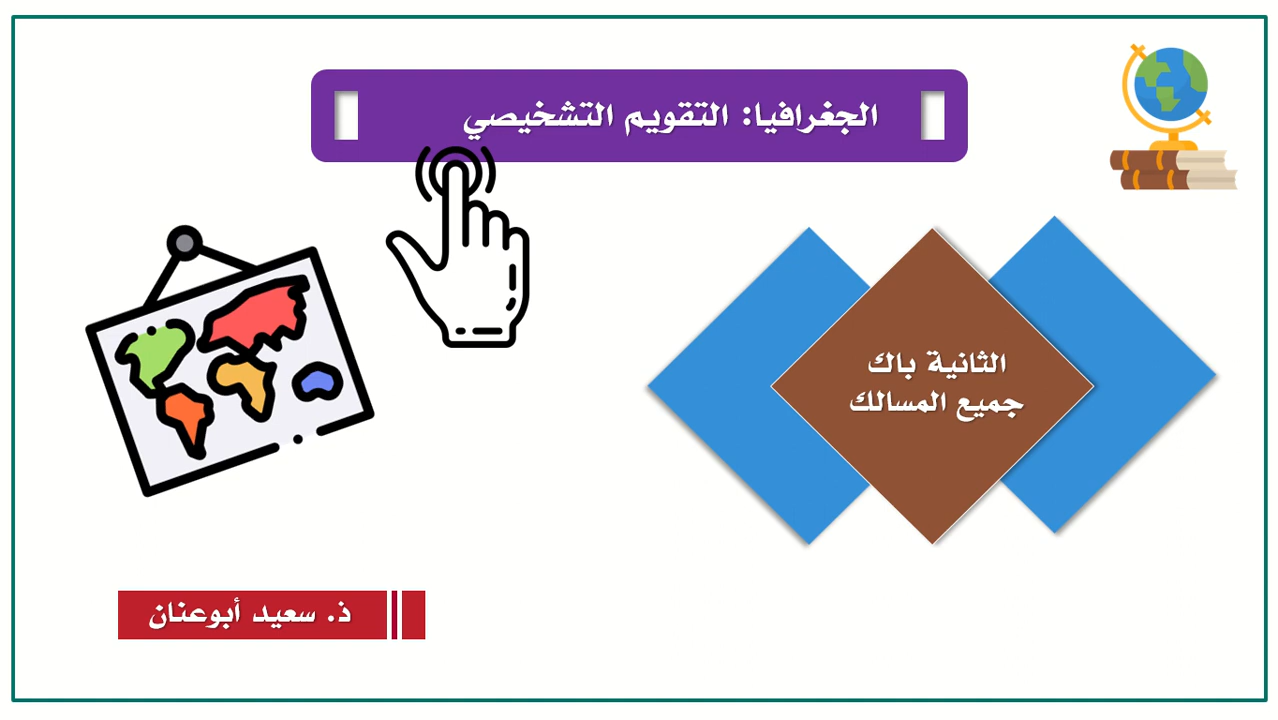 الجغرافيا: التقويم التشخيصي
الثانية باك
جميع المسالك
ذ. سعيد أبوعنان